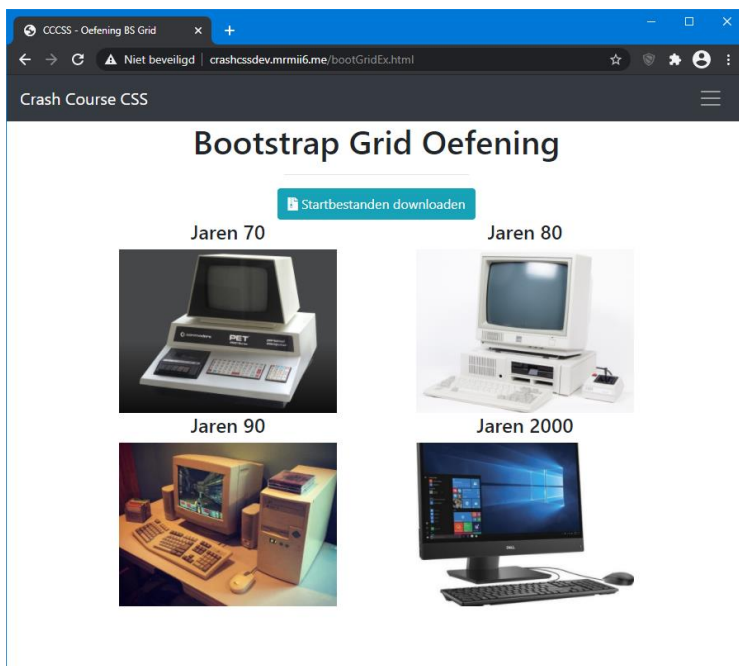 CCCSS - Oefening BS Grid
Niet beveiligd | crashcssdev.mrmii6.me/bootGridEx.html
Crash Course CSS
Bootstrap Grid Oefening
Startbestanden downloaden
Jaren 70
Jaren 80
PET
Jaren 90
Jaren 2000
DELL